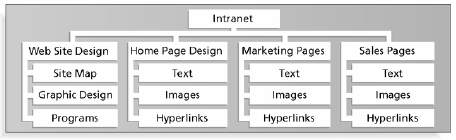 Intranet
Web Site Design
Home Page Design
Marketing Pages
Sales Pages
Site Map
Text
Text
Text
Graphic Design
Images
Images
Images
Programs
Hyperlinks
Hyperlinks
Hyperlinks